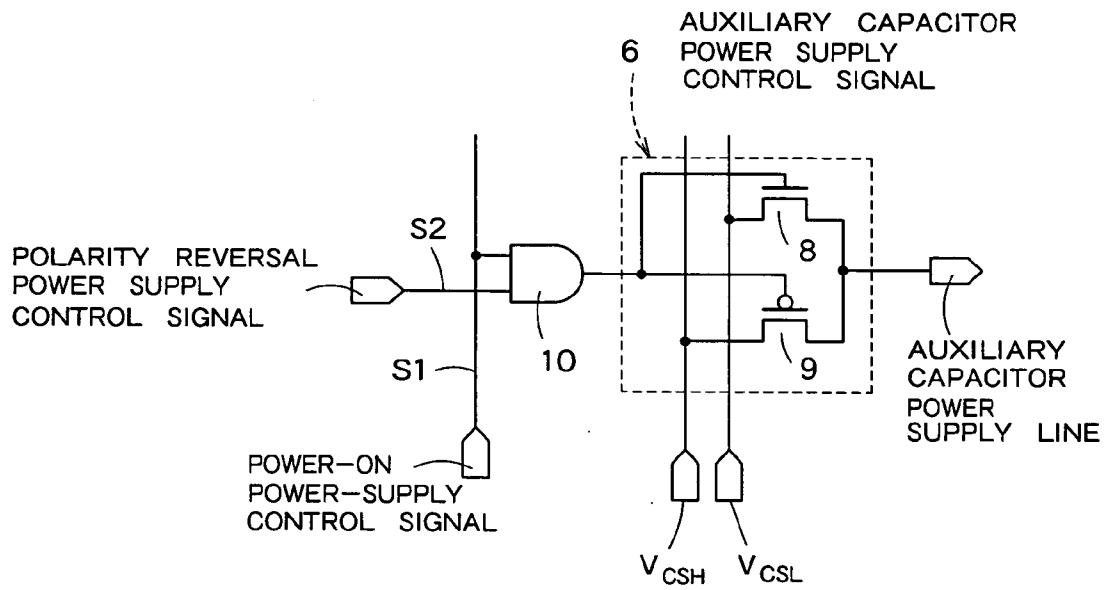 AUXILIARY CAPACITOR
POWER SUPPLY
CONTROL SIGNAL
6
S2
8
POLARITY REVERSAL
POWER SUPPLY
CONTROL SIGNAL
10
S1
9
AUXILIARY
CAPACITOR
POWER
SUPPLY LINE
POWER-ON
POWER-SUPPLY
CONTROL SIGNAL
VCSH
VCSL